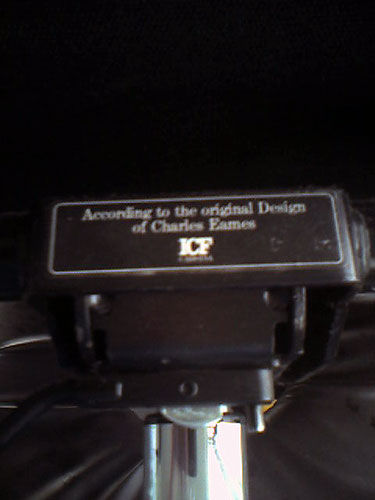 According to the original Design
of Charles Eames
ICF